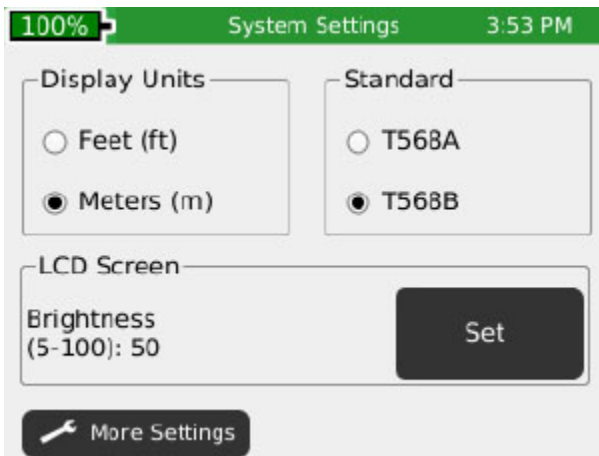 100% System Settings 3:53 PM
Display Units
Feet (ft)
Meters (m)
Standard
T568A
T568B
LCD Screen
Brightness
(5-100): 50
Set
More Settings